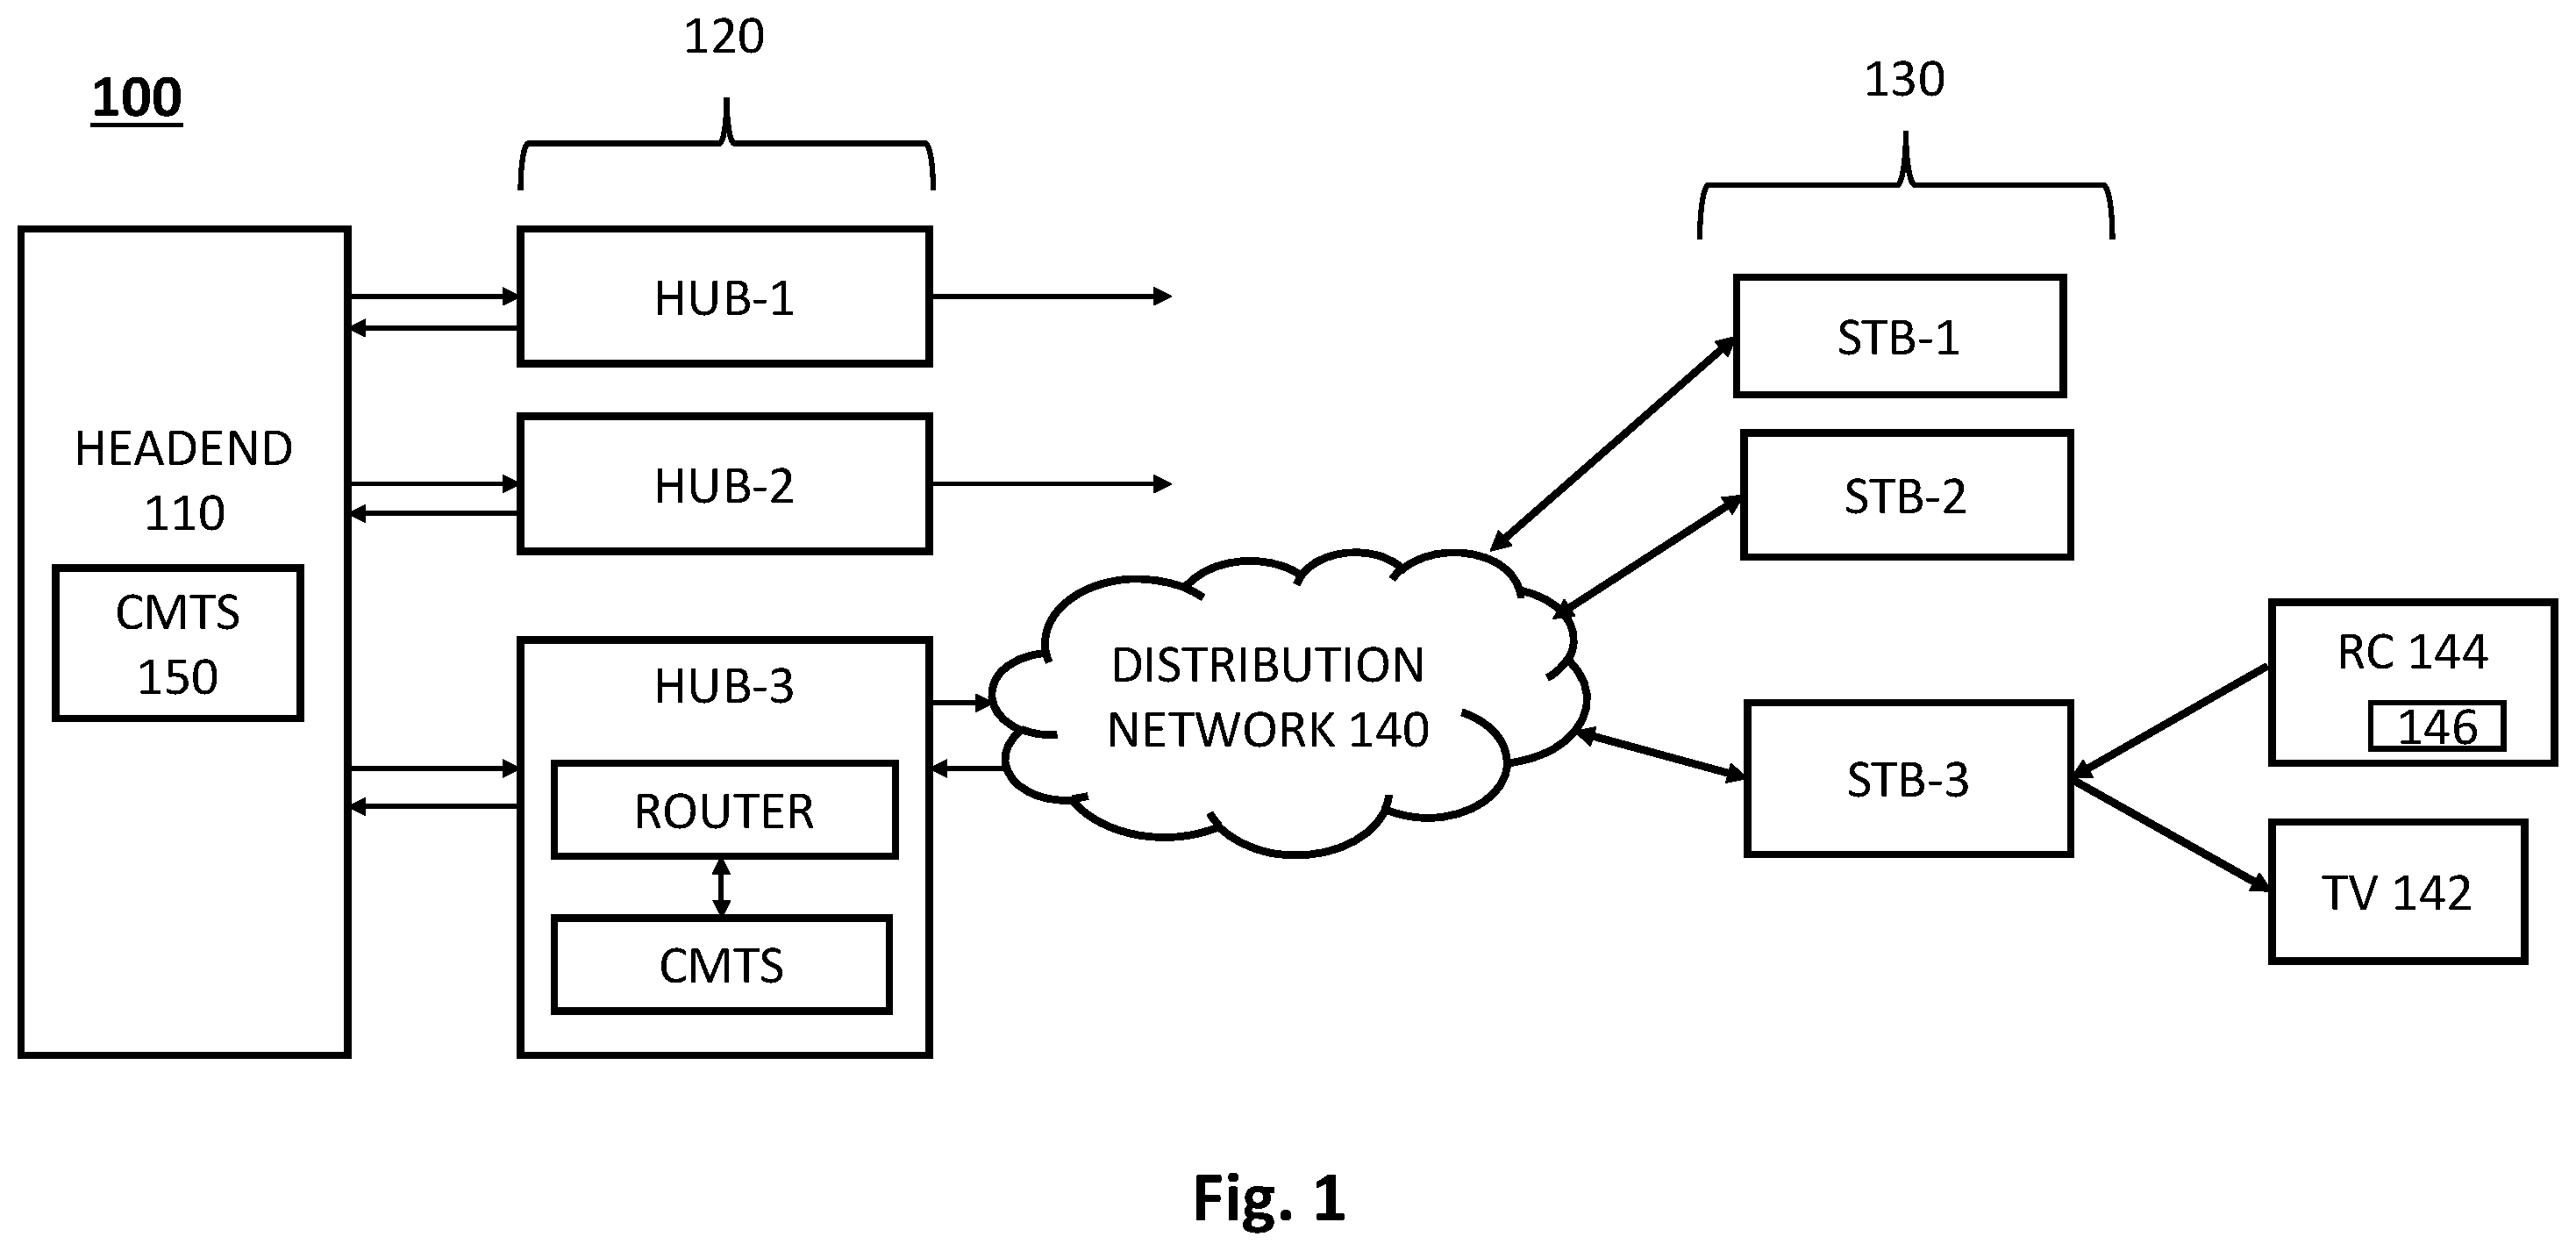 100
120
130
HEADEND
110
CMTS
150
HUB-1
HUB-2
HUB-3
ROUTER
CMTS
DISTRIBUTION
NETWORK 140
STB-1
STB-2
STB-3
RC 144
146
TV 142
Fig. 1